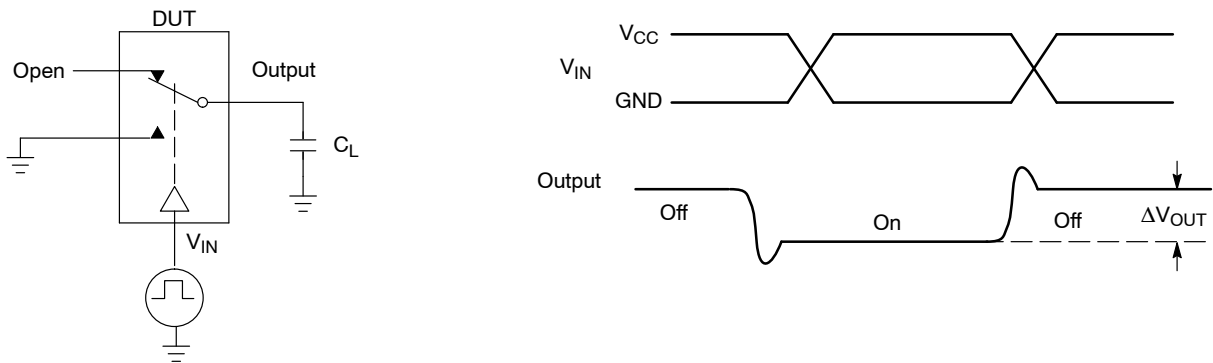 DUT
Open
Output
C_L
V_IN
V_CC
V_IN
GND
Output
Off
On
Off
ΔV_OUT